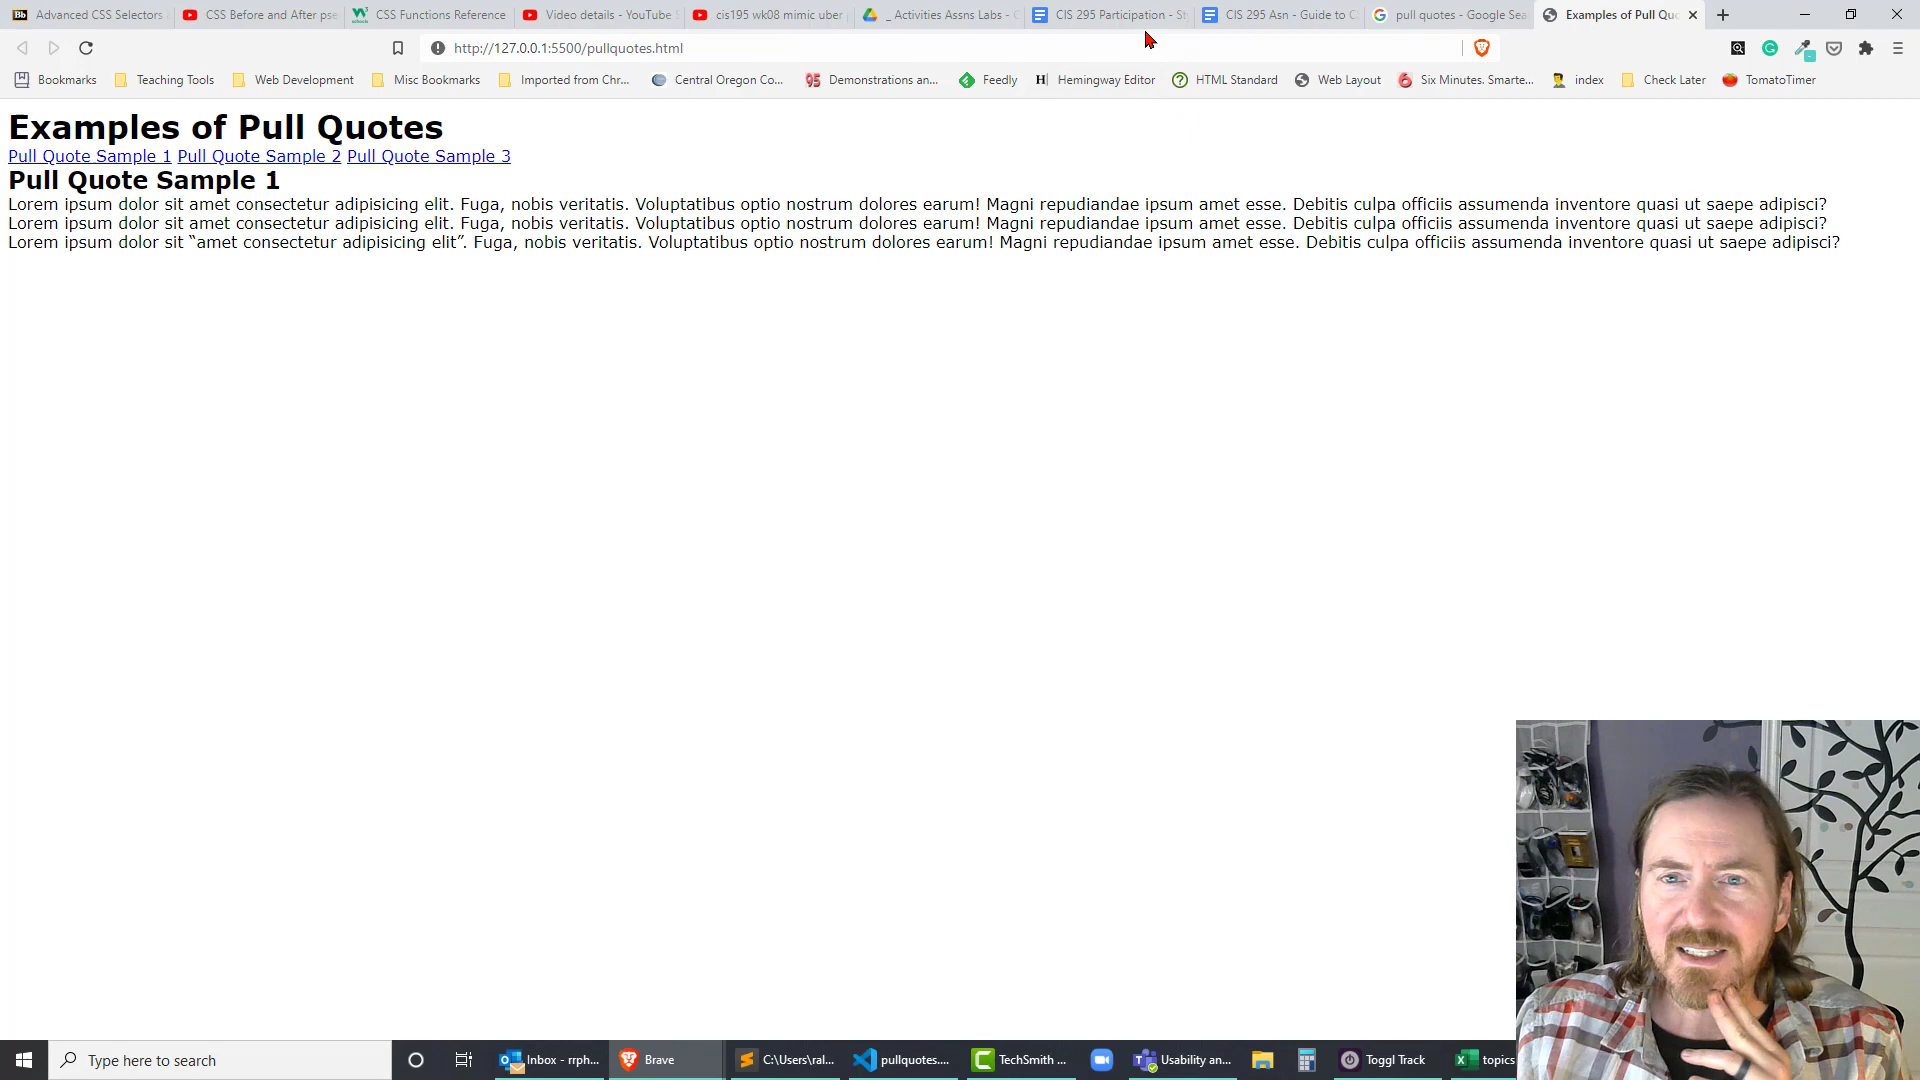 Advanced CSS Selectors
CSS Before and After pse
CSS Functions Reference
Video details - YouTube
cis195 wk08 mimic uber
_ Activities Assns Labs -
CIS 295 Participation - St
CIS 295 Asn - Guide to C
pull quotes - Google Sea
Examples of Pull Quo
http://127.0.0.1:5500/pullquotes.html
Bookmarks
Teaching Tools
Web Development
Misc Bookmarks
Imported from Chr...
Central Oregon Co...
Demonstrations an...
Feedly
Hemingway Editor
HTML Standard
Web Layout
Six Minutes. Smarte...
index
Check Later
TomatoTimer
Examples of Pull Quotes
Pull Quote Sample 1 Pull Quote Sample 2 Pull Quote Sample 3
Pull Quote Sample 1
Lorem ipsum dolor sit amet consectetur adipisicing elit. Fuga, nobis veritatis. Voluptatibus optio nostrum dolores earum! Magni repudiandae ipsum amet esse. Debitis culpa officiis assumenda inventore quasi ut saepe adipisci?
Lorem ipsum dolor sit amet consectetur adipisicing elit. Fuga, nobis veritatis. Voluptatibus optio nostrum dolores earum! Magni repudiandae ipsum amet esse. Debitis culpa officiis assumenda inventore quasi ut saepe adipisci?
Lorem ipsum dolor sit “amet consectetur adipisicing elit”. Fuga, nobis veritatis. Voluptatibus optio nostrum dolores earum! Magni repudiandae ipsum amet esse. Debitis culpa officiis assumenda inventore quasi ut saepe adipisci?
Type here to search
Inbox - rrph...
Brave
C:\Users\ral...
pullquotes....
TechSmith ...
Usability an...
Toggl Track
topics